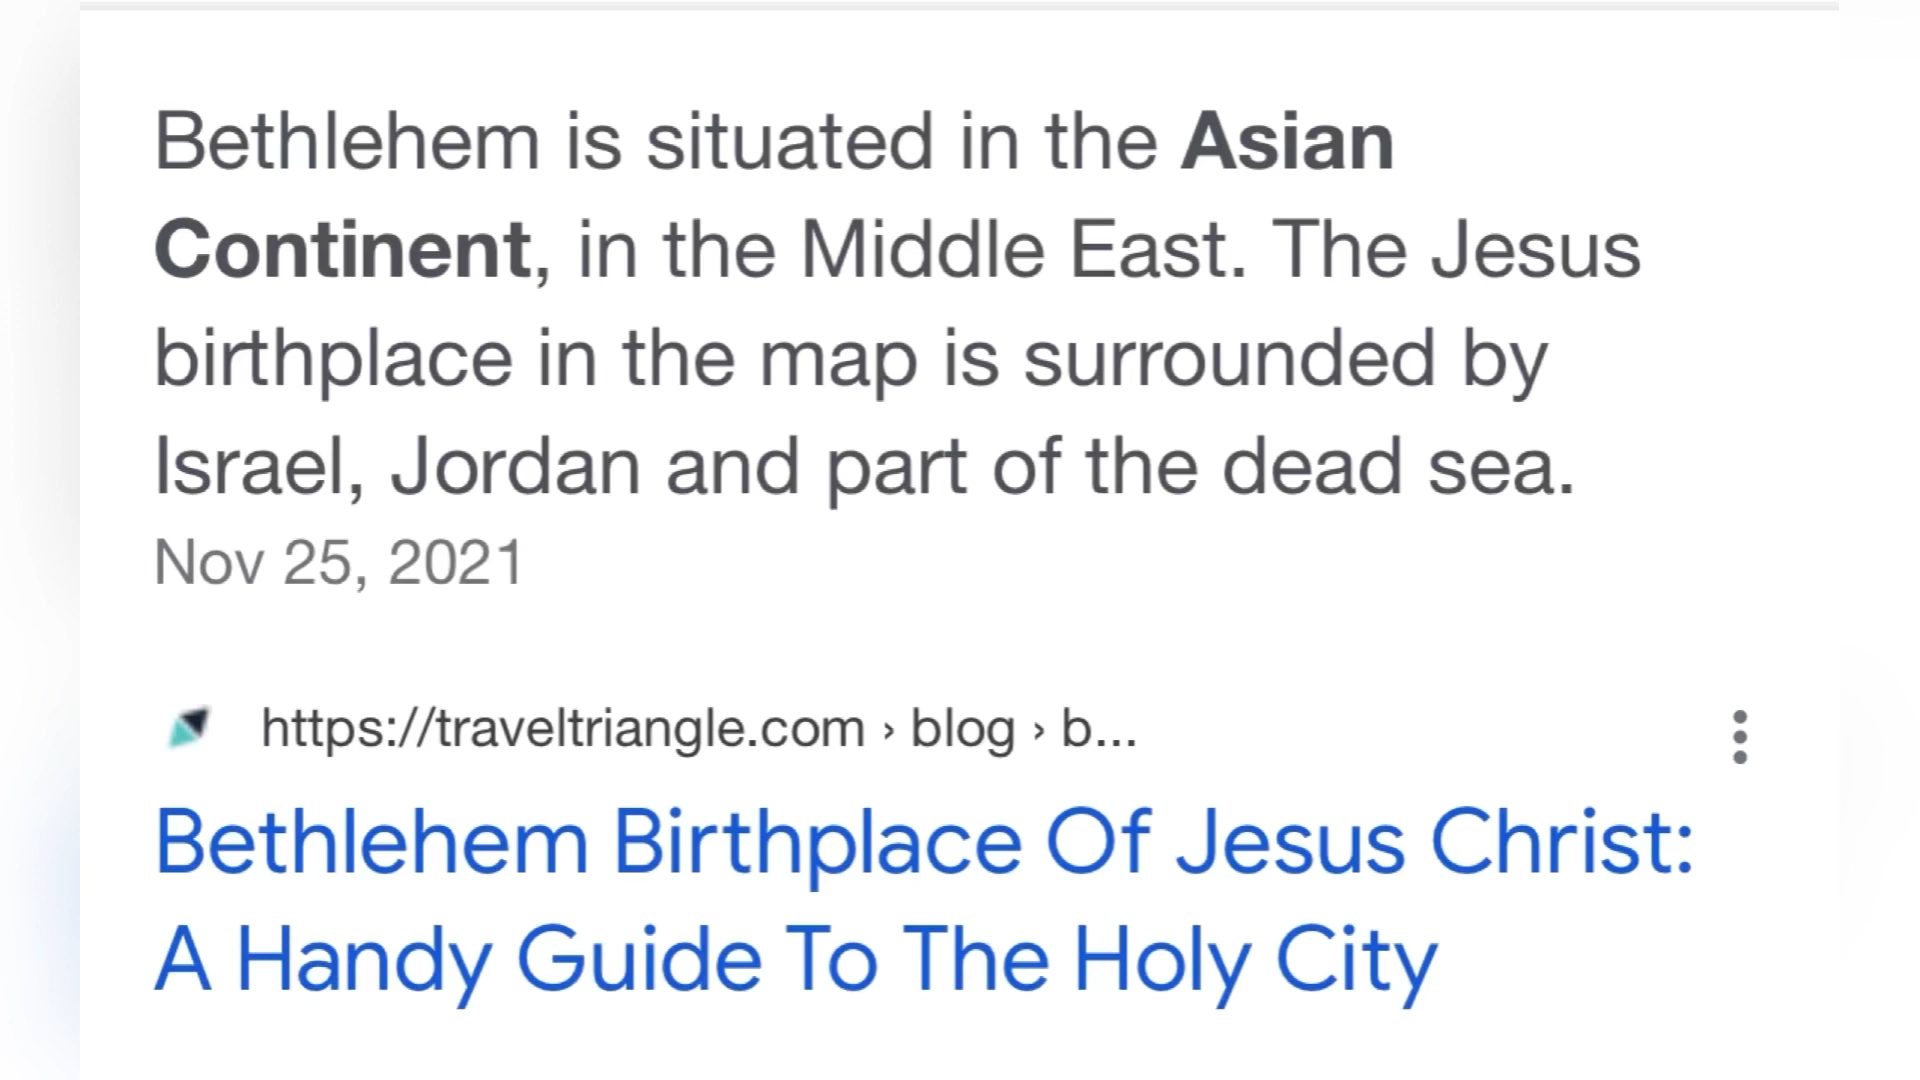 Bethlehem is situated in the Asian
Continent, in the Middle East. The Jesus
birthplace in the map is surrounded by
Israel, Jordan and part of the dead sea.
Nov 25, 2021
https://traveltriangle.com › blog › b...
Bethlehem Birthplace Of Jesus Christ:
A Handy Guide To The Holy City